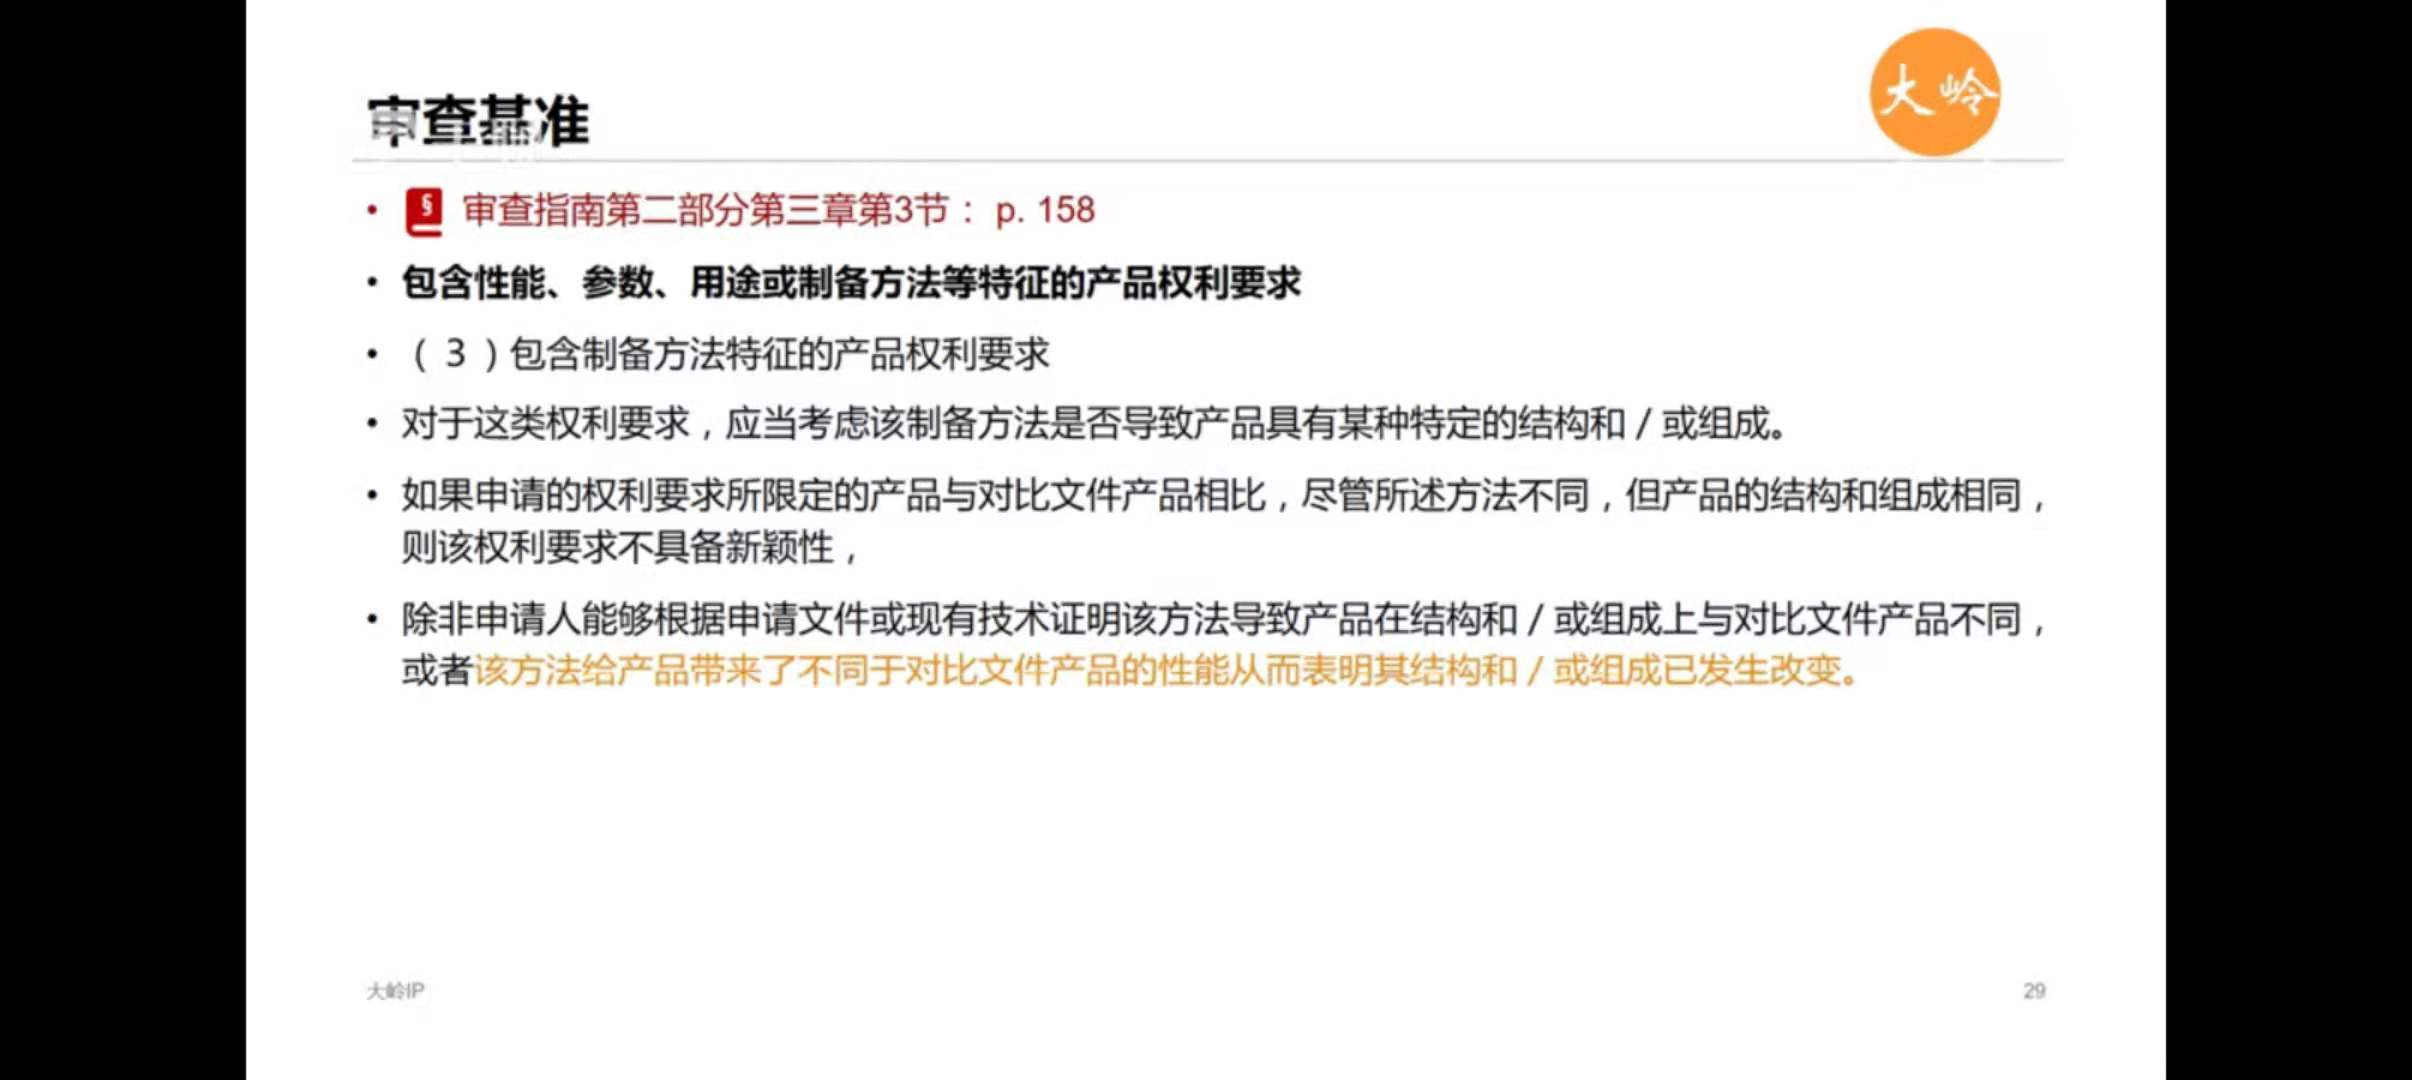 大岭
审查基准
§ 审查指南第二部分第三章第3节： p. 158
• 包含性能、参数、用途或制备方法等特征的产品权利要求
• （3）包含制备方法特征的产品权利要求
• 对于这类权利要求，应当考虑该制备方法是否导致产品具有某种特定的结构和／或组成。
• 如果申请的权利要求所限定的产品与对比文件产品相比，尽管所述方法不同，但产品的结构和组成相同，
则该权利要求不具备新颖性，
• 除非申请人能够根据申请文件或现有技术证明该方法导致产品在结构和／或组成上与对比文件产品不同，
或者该方法给产品带来了不同于对比文件产品的性能从而表明其结构和／或组成已发生改变。
大岭IP
29